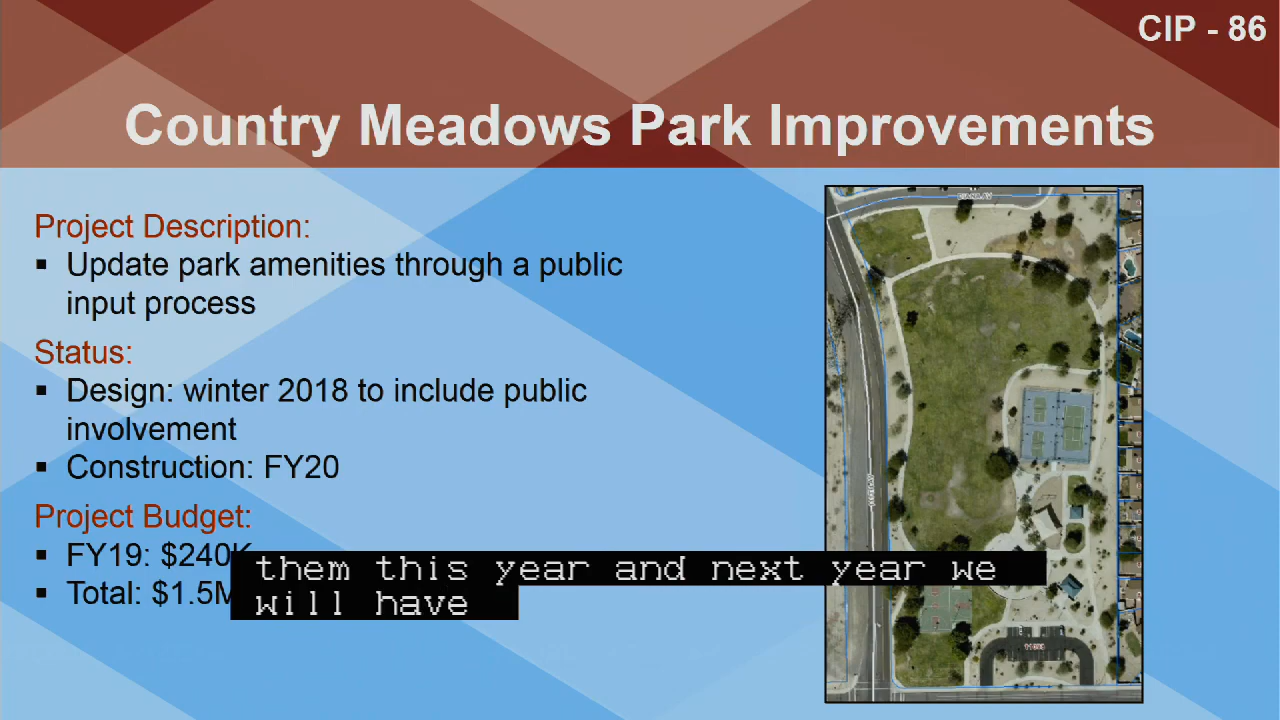 CIP - 86
Country Meadows Park Improvements
Project Description:
▪ Update park amenities through a public
input process
Status:
▪ Design: winter 2018 to include public
involvement
▪ Construction: FY20
Project Budget:
▪ FY19: $240K
▪ Total: $1.5M
them this year and next year we
will have